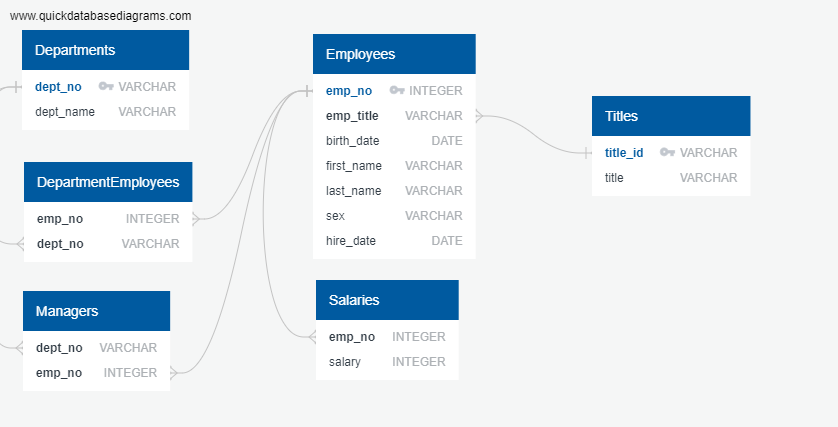 www.quickdatabasediagrams.com
Departments
dept_no VARCHAR
dept_name VARCHAR
DepartmentEmployees
emp_no INTEGER
dept_no VARCHAR
Managers
dept_no VARCHAR
emp_no INTEGER
Employees
emp_no INTEGER
emp_title VARCHAR
birth_date DATE
first_name VARCHAR
last_name VARCHAR
sex VARCHAR
hire_date DATE
Salaries
emp_no INTEGER
salary INTEGER
Titles
title_id VARCHAR
title VARCHAR